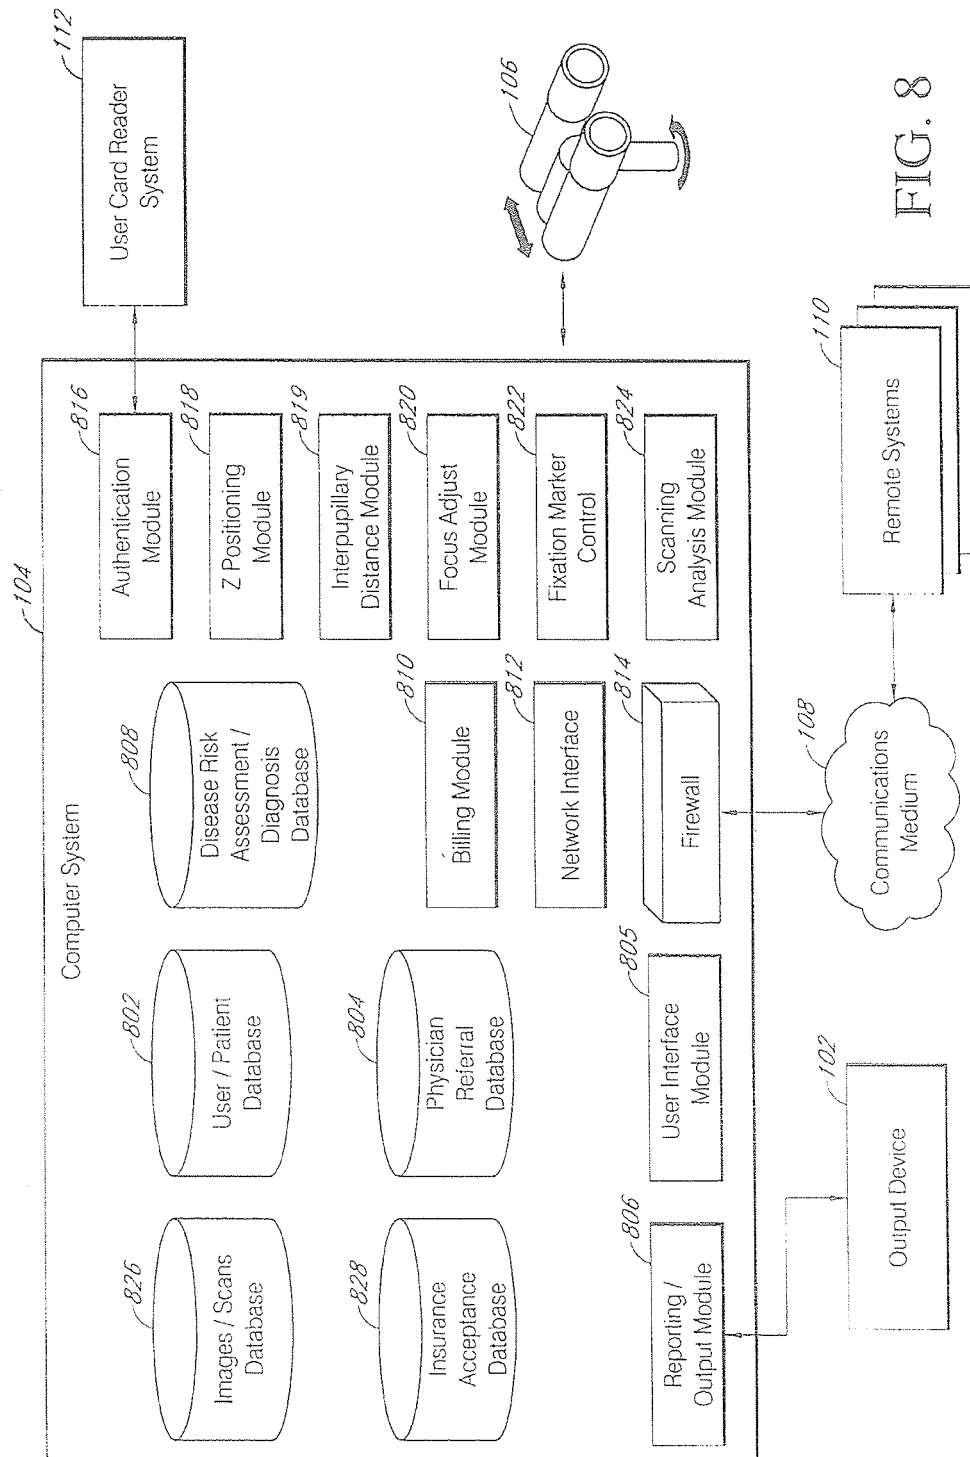 104
Computer System
826
Images / Scans
Database
802
User / Patient
Database
808
Disease Risk
Assessment /
Diagnosis
Database
816
Authentication
Module
112
User Card Reader
System
818
Z Positioning
Module
828
Insurance
Acceptance
Database
804
Physician
Referral
Database
819
Interpupillary
Distance Module
810
Billing Module
820
Focus Adjust
Module
106
812
Network Interface
822
Fixation Marker
Control
806
Reporting /
Output Module
805
User Interface
Module
814
Firewall
824
Scanning
Analysis Module
102
Output Device
108
Communications
Medium
110
Remote Systems
FIG. 8